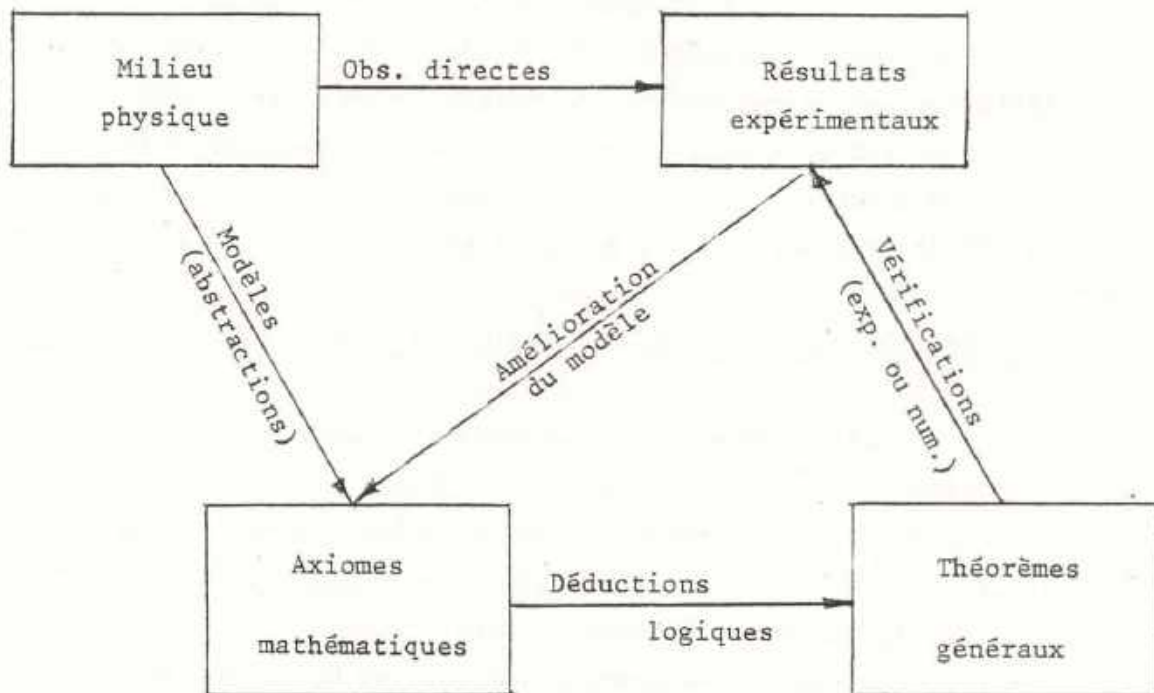 Milieu
physique
Obs. directes
Résultats
expérimentaux
Modèles
(abstractions)
Amélioration
du modèle
Vérifications
(exp. ou num.)
Axiomes
mathématiques
Déductions
logiques
Théorèmes
généraux